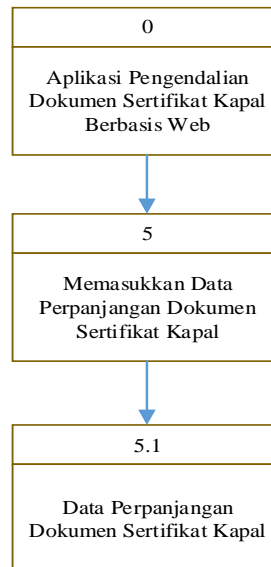 0
Aplikasi Pengendalian
Dokumen Sertifikat Kapal
Berbasis Web
5
Memasukkan Data
Perpanjangan Dokumen
Sertifikat Kapal
5.1
Data Perpanjangan
Dokumen Sertifikat Kapal